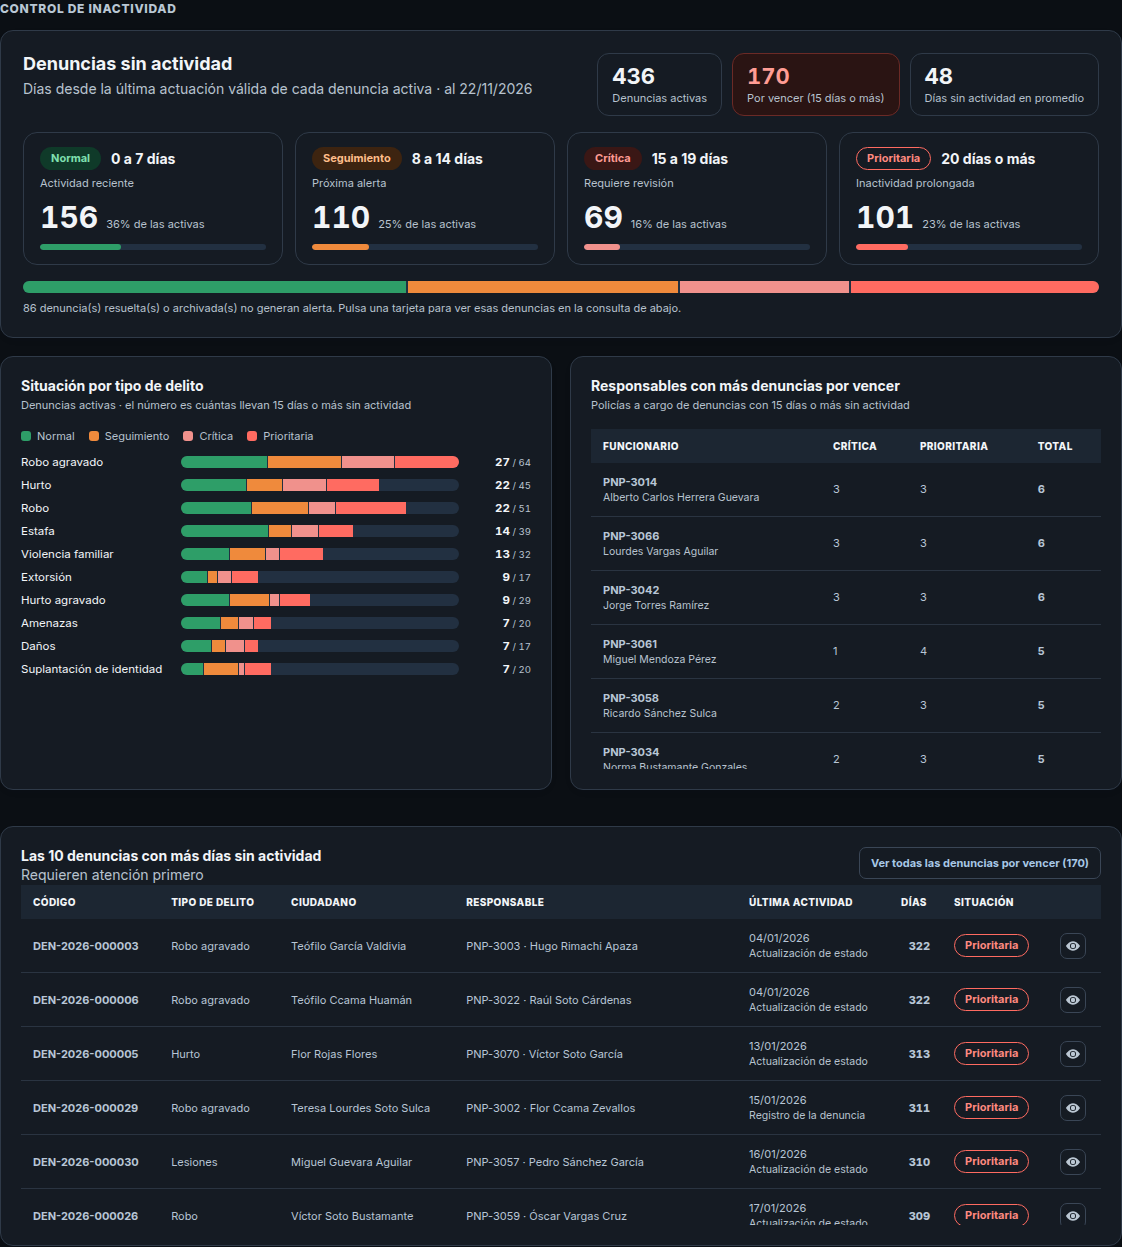 CONTROL DE INACTIVIDAD
Denuncias sin actividad
Días desde la última actuación válida de cada denuncia activa · al 22/11/2026
436
Denuncias activas
170
Por vencer (15 días o más)
48
Días sin actividad en promedio
Normal 0 a 7 días
Actividad reciente
156 36% de las activas
Seguimiento 8 a 14 días
Próxima alerta
110 25% de las activas
Crítica 15 a 19 días
Requiere revisión
69 16% de las activas
Prioritaria 20 días o más
Inactividad prolongada
101 23% de las activas
86 denuncia(s) resuelta(s) o archivada(s) no generan alerta. Pulsa una tarjeta para ver esas denuncias en la consulta de abajo.
Situación por tipo de delito
Denuncias activas · el número es cuántas llevan 15 días o más sin actividad
Normal Seguimiento Crítica Prioritaria
Robo agravado 27 / 64
Hurto 22 / 45
Robo 22 / 51
Estafa 14 / 39
Violencia familiar 13 / 32
Extorsión 9 / 17
Hurto agravado 9 / 29
Amenazas 7 / 20
Daños 7 / 17
Suplantación de identidad 7 / 20
Responsables con más denuncias por vencer
Policías a cargo de denuncias con 15 días o más sin actividad
FUNCIONARIO CRÍTICA PRIORITARIA TOTAL
PNP-3014
Alberto Carlos Herrera Guevara 3 3 6
PNP-3066
Lourdes Vargas Aguilar 3 3 6
PNP-3042
Jorge Torres Ramírez 3 3 6
PNP-3061
Miguel Mendoza Pérez 1 4 5
PNP-3058
Ricardo Sánchez Sulca 2 3 5
PNP-3034
Norma Bustamante Gonzales 2 3 5
Las 10 denuncias con más días sin actividad
Requieren atención primero
Ver todas las denuncias por vencer (170)
CÓDIGO TIPO DE DELITO CIUDADANO RESPONSABLE ÚLTIMA ACTIVIDAD DÍAS SITUACIÓN
DEN-2026-000003 Robo agravado Teófilo García Valdivia PNP-3003 · Hugo Rimachi Apaza 04/01/2026 322 Prioritaria
Actualización de estado
DEN-2026-000006 Robo agravado Teófilo Ccama Huamán PNP-3022 · Raúl Soto Cárdenas 04/01/2026 322 Prioritaria
Actualización de estado
DEN-2026-000005 Hurto Flor Rojas Flores PNP-3070 · Víctor Soto García 13/01/2026 313 Prioritaria
Actualización de estado
DEN-2026-000029 Robo agravado Teresa Lourdes Soto Sulca PNP-3002 · Flor Ccama Zevallos 15/01/2026 311 Prioritaria
Registro de la denuncia
DEN-2026-000030 Lesiones Miguel Guevara Aguilar PNP-3057 · Pedro Sánchez García 16/01/2026 310 Prioritaria
Actualización de estado
DEN-2026-000026 Robo Víctor Soto Bustamante PNP-3059 · Óscar Vargas Cruz 17/01/2026 309 Prioritaria
Actualización de estado